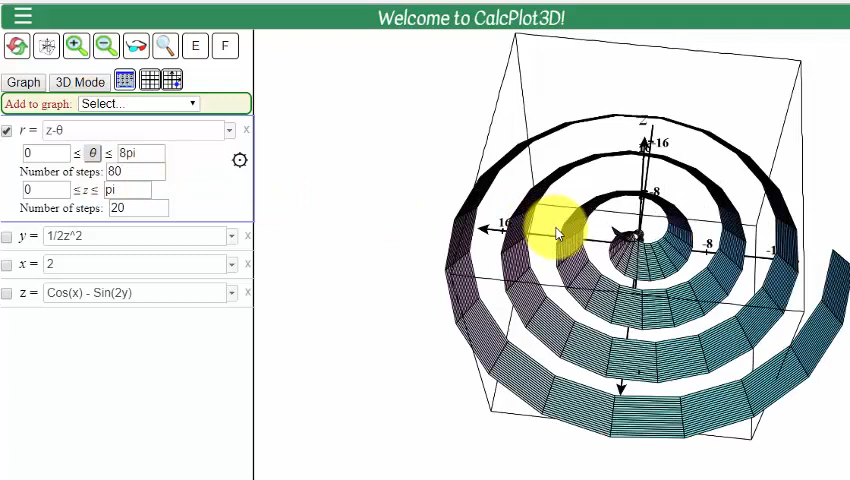 Welcome to CalcPlot3D!
E F
Graph 3D Mode
Add to graph: Select...
r = z-θ x
0 ≤ θ ≤ 8pi
Number of steps: 80
0 ≤ z ≤ pi
Number of steps: 20
y = 1/2z^2 x
x = 2 x
z = Cos(x) - Sin(2y) x
z
16
-8
16
-8
-1